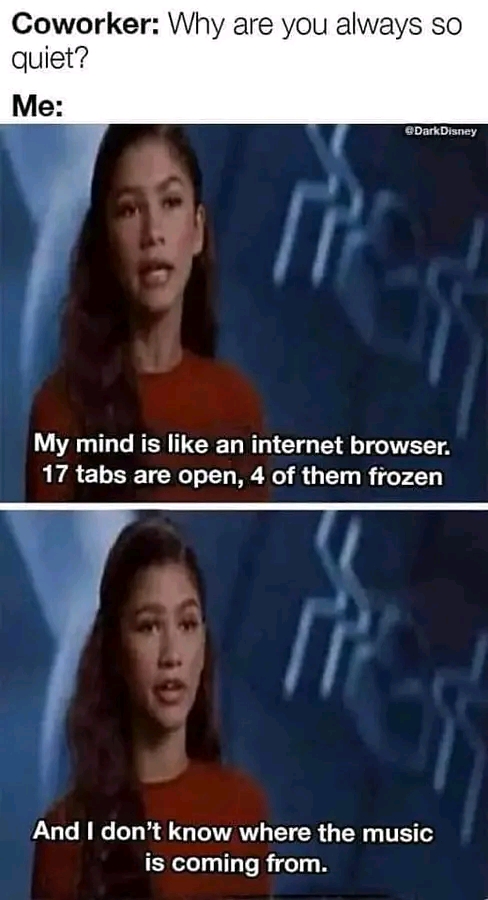 Coworker: Why are you always so
quiet?
Me:
@DarkDisney
My mind is like an internet browser.
17 tabs are open, 4 of them frozen
And I don't know where the music
is coming from.